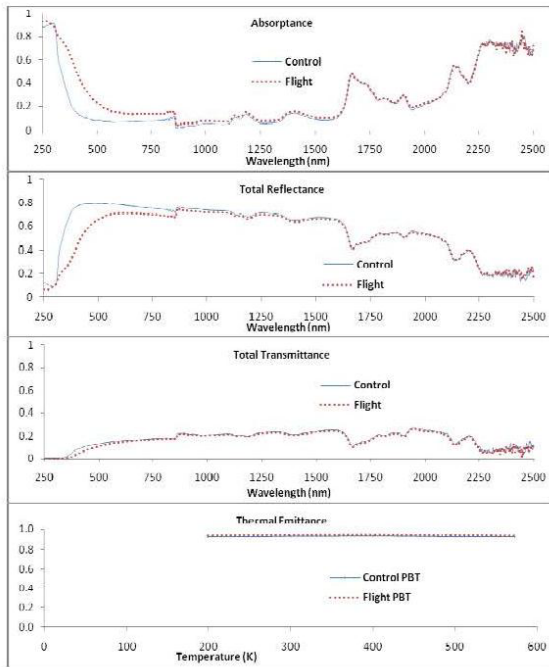 Absorptance
1
0.8
0.6
0.4
0.2
0
Control
Flight
250 500 750 1000 1250 1500 1750 2000 2250 2500
Wavelength (nm)
Total Reflectance
0.8
0.6
0.4
0.2
0
Control
Flight
250 500 750 1000 1250 1500 1750 2000 2250 2500
Total Transmittance
1
0.8
0.6
0.4
0.2
0
Control
Flight
250 500 750 1000 1250 1500 1750 2000 2250 2500
Wavelength (nm)
Thermal Emittance
1.0
0.8
0.6
0.4
0.2
0.0
Control PBT
Flight PBT
0 100 200 300 400 500 600
Temperature (K)